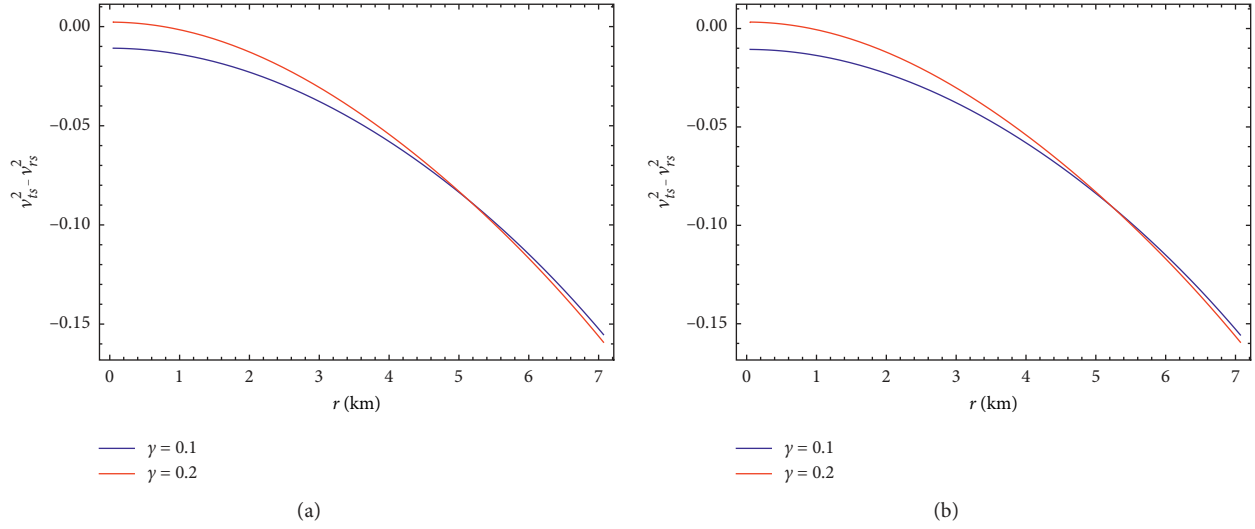 0.00
−0.05
−0.10
−0.15
v²ts – v²rs
0 1 2 3 4 5 6 7
r (km)
γ = 0.1
γ = 0.2
(a)
0.00
−0.05
−0.10
−0.15
v²ts – v²rs
0 1 2 3 4 5 6 7
r (km)
γ = 0.1
γ = 0.2
(b)